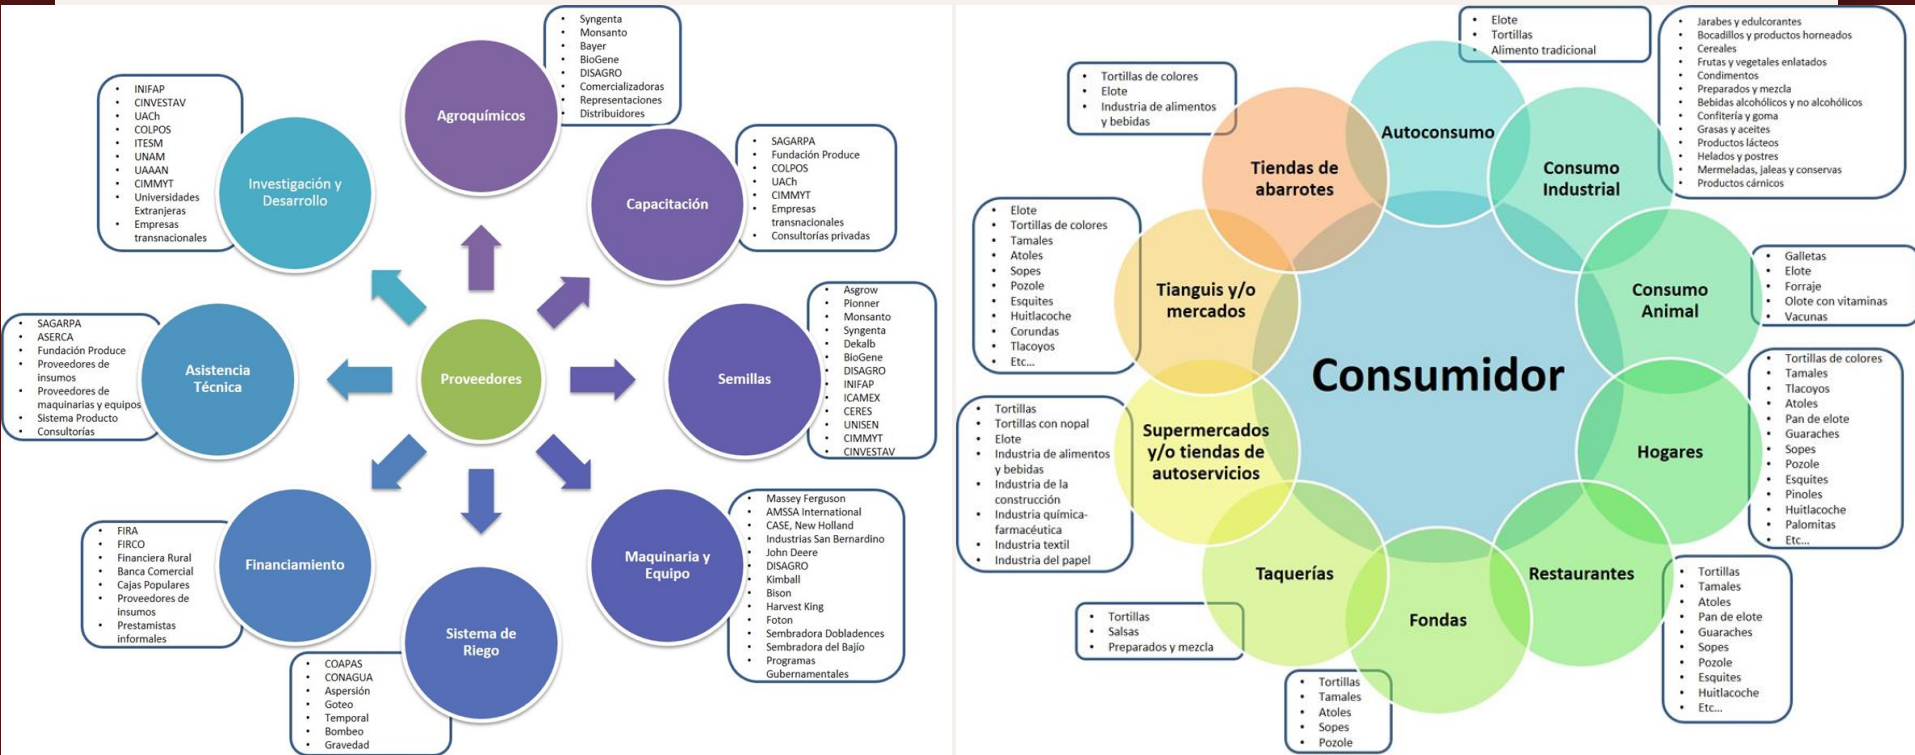 Agroquímicos
• Syngenta
• Monsanto
• Bayer
• BioGene
• DISAGRO
• Comercializadoras
• Representaciones
• Distribuidores
Capacitación
• SAGARPA
• Fundación Produce
• COLPOS
• UACh
• CIMMYT
• Empresas
transnacionales
• Consultorías privadas
Semillas
• Asgrow
• Pionner
• Monsanto
• Syngenta
• Dekalb
• BioGene
• DISAGRO
• INIFAP
• ICAMEX
• CERES
• UNISEN
• CIMMYT
• CINVESTAV
Maquinaria y
Equipo
• Massey Ferguson
• AMSSA International
• CASE, New Holland
• Industrias San Bernardino
• John Deere
• DISAGRO
• Kimball
• Bison
• Harvest King
• Foton
• Sembradora Dobladences
• Sembradora del Bajío
• Programas
Gubernamentales
Sistema de
Riego
• COAPAS
• CONAGUA
• Aspersión
• Goteo
• Temporal
• Bombeo
• Gravedad
Financiamiento
• FIRA
• FIRCO
• Financiera Rural
• Banca Comercial
• Cajas Populares
• Proveedores de
insumos
• Prestamistas
informales
Asistencia
Técnica
• SAGARPA
• ASERCA
• Fundación Produce
• Proveedores de
insumos
• Proveedores de
maquinarias y equipos
• Sistema Producto
• Consultorías
Investigación y
Desarrollo
• INIFAP
• CINVESTAV
• UACh
• COLPOS
• ITESM
• UNAM
• UAAAN
• CIMMYT
• Universidades
Extranjeras
• Empresas
transnacionales
Proveedores
Autoconsumo
• Elote
• Tortillas
• Alimento tradicional
Consumo
Industrial
• Jarabes y edulcorantes
• Bocadillos y productos horneados
• Cereales
• Frutas y vegetales enlatados
• Condimentos
• Preparados y mezcla
• Bebidas alcohólicos y no alcohólicos
• Confitería y goma
• Grasas y aceites
• Productos lácteos
• Helados y postres
• Mermeladas, jaleas y conservas
• Productos cárnicos
Consumo
Animal
• Galletas
• Elote
• Forraje
• Olote con vitaminas
• Vacunas
Hogares
• Tortillas de colores
• Tamales
• Tlacoyos
• Atoles
• Pan de elote
• Guaraches
• Sopes
• Pozole
• Esquites
• Pinoles
• Huitlacoche
• Palomitas
• Etc...
Restaurantes
• Tortillas
• Tamales
• Atoles
• Pan de elote
• Guaraches
• Sopes
• Pozole
• Esquites
• Huitlacoche
• Etc...
Fondas
• Tortillas
• Tamales
• Atoles
• Sopes
• Pozole
Taquerías
• Tortillas
• Salsas
• Preparados y mezcla
Supermercados
y/o tiendas de
autoservicios
• Tortillas
• Tortillas con nopal
• Elote
• Industria de alimentos
y bebidas
• Industria de la
construcción
• Industria química-
farmacéutica
• Industria textil
• Industria del papel
Tianguis y/o
mercados
• Elote
• Tortillas de colores
• Tamales
• Atoles
• Sopes
• Pozole
• Esquites
• Huitlacoche
• Corundas
• Tlacoyos
• Etc...
Tiendas de
abarrotes
• Tortillas de colores
• Elote
• Industria de alimentos
y bebidas
Consumidor